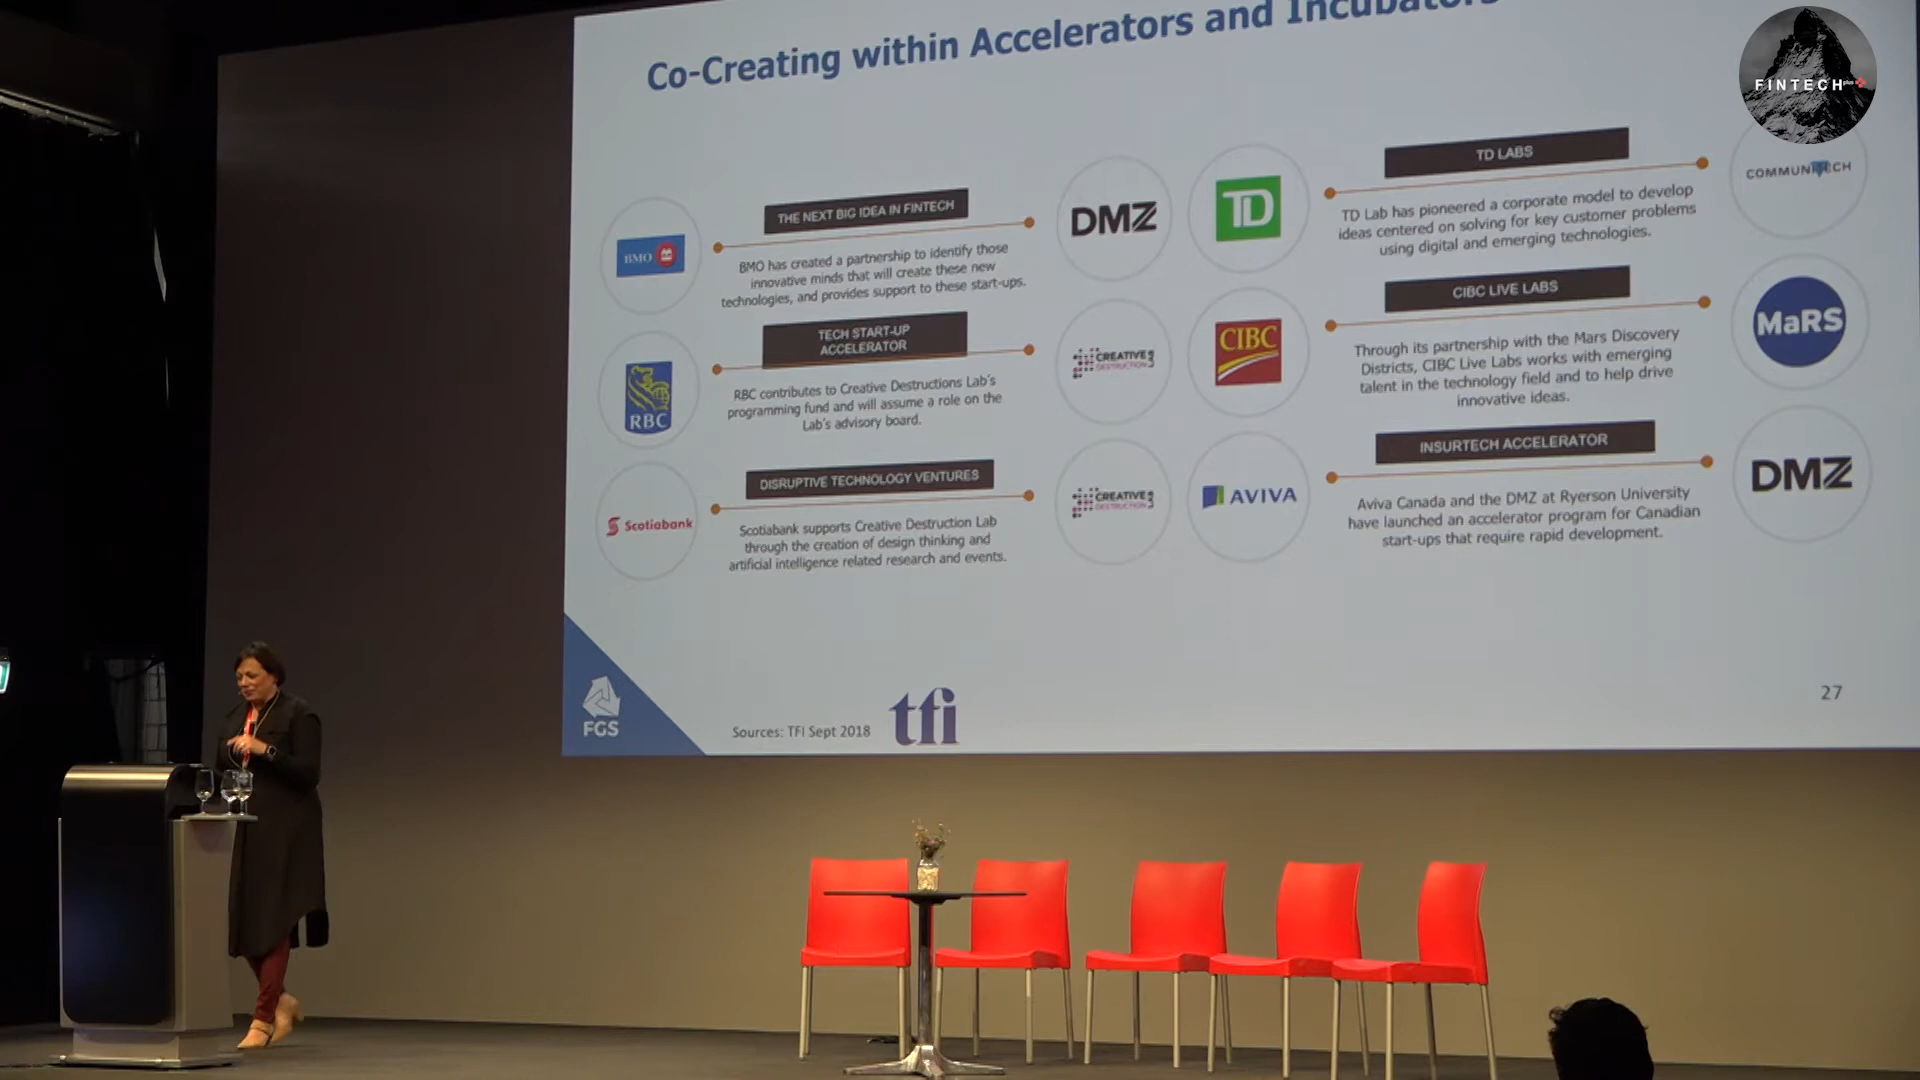 Co-Creating within Accelerators and Incubators
FINTECH plus
BMO
THE NEXT BIG IDEA IN FINTECH
BMO has created a partnership to identify those
innovative minds that will create these new
technologies, and provides support to these start-ups.
DMZ
RBC
TECH START-UP
ACCELERATOR
RBC contributes to Creative Destructions Lab's
programming fund and will assume a role on the
Lab's advisory board.
CREATIVE
DESTRUCTION
Scotiabank
DISRUPTIVE TECHNOLOGY VENTURES
Scotiabank supports Creative Destruction Lab
through the creation of design thinking and
artificial intelligence related research and events.
CREATIVE
DESTRUCTION
TD
TD LABS
TD Lab has pioneered a corporate model to develop
ideas centered on solving for key customer problems
using digital and emerging technologies.
COMMUNITECH
CIBC
CIBC LIVE LABS
Through its partnership with the Mars Discovery
Districts, CIBC Live Labs works with emerging
talent in the technology field and to help drive
innovative ideas.
MaRS
AVIVA
INSURTECH ACCELERATOR
Aviva Canada and the DMZ at Ryerson University
have launched an accelerator program for Canadian
start-ups that require rapid development.
DMZ
FGS
Sources: TFI Sept 2018
tfi
27